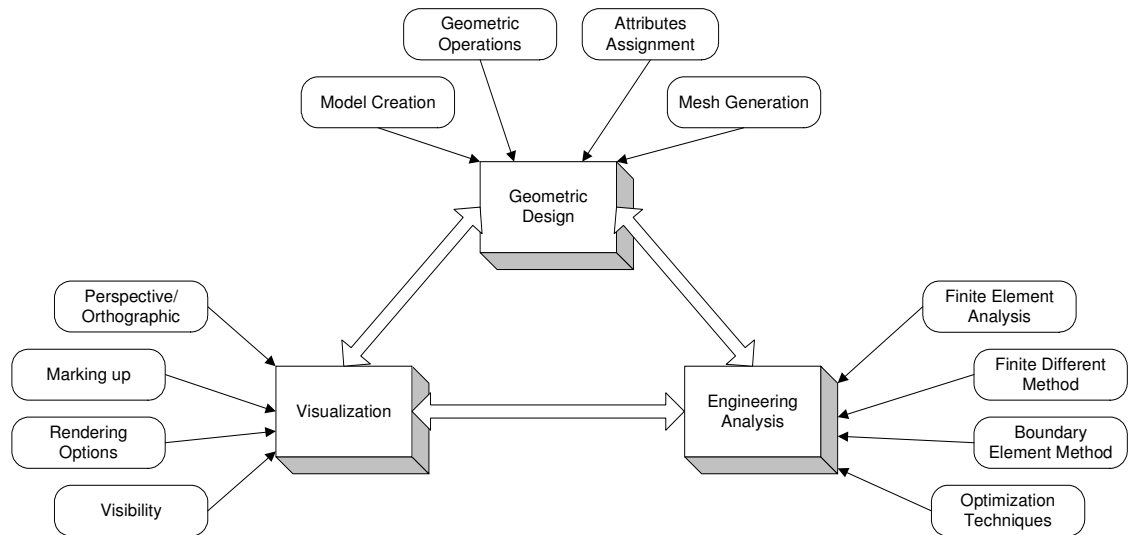 Geometric
Operations
Attributes
Assignment
Model Creation
Mesh Generation
Geometric
Design
Perspective/
Orthographic
Marking up
Rendering
Options
Visibility
Visualization
Engineering
Analysis
Finite Element
Analysis
Finite Different
Method
Boundary
Element Method
Optimization
Techniques